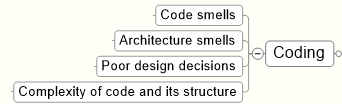 Code smells
Architecture smells
Poor design decisions
Complexity of code and its structure
Coding